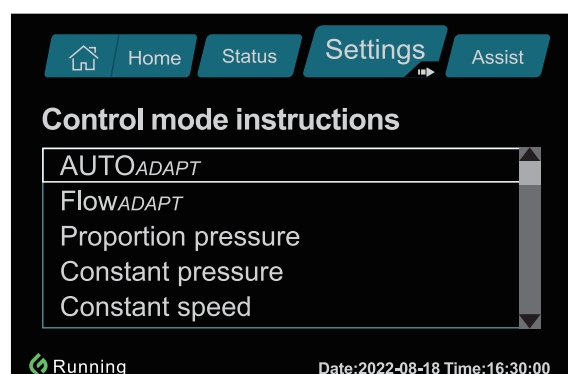 Home Status Settings Assist
Control mode instructions
AUTOADAPT
FlowADAPT
Proportion pressure
Constant pressure
Constant speed
Running Date:2022-08-18 Time:16:30:00